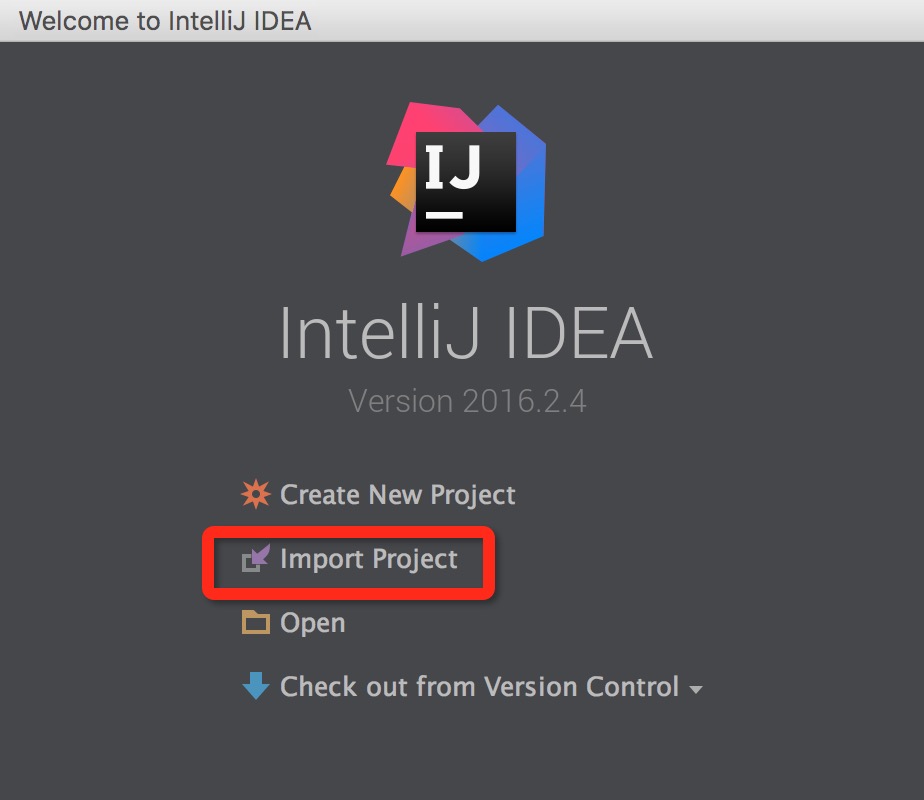 Welcome to IntelliJ IDEA
IJ
IntelliJ IDEA
Version 2016.2.4
Create New Project
Import Project
Open
Check out from Version Control